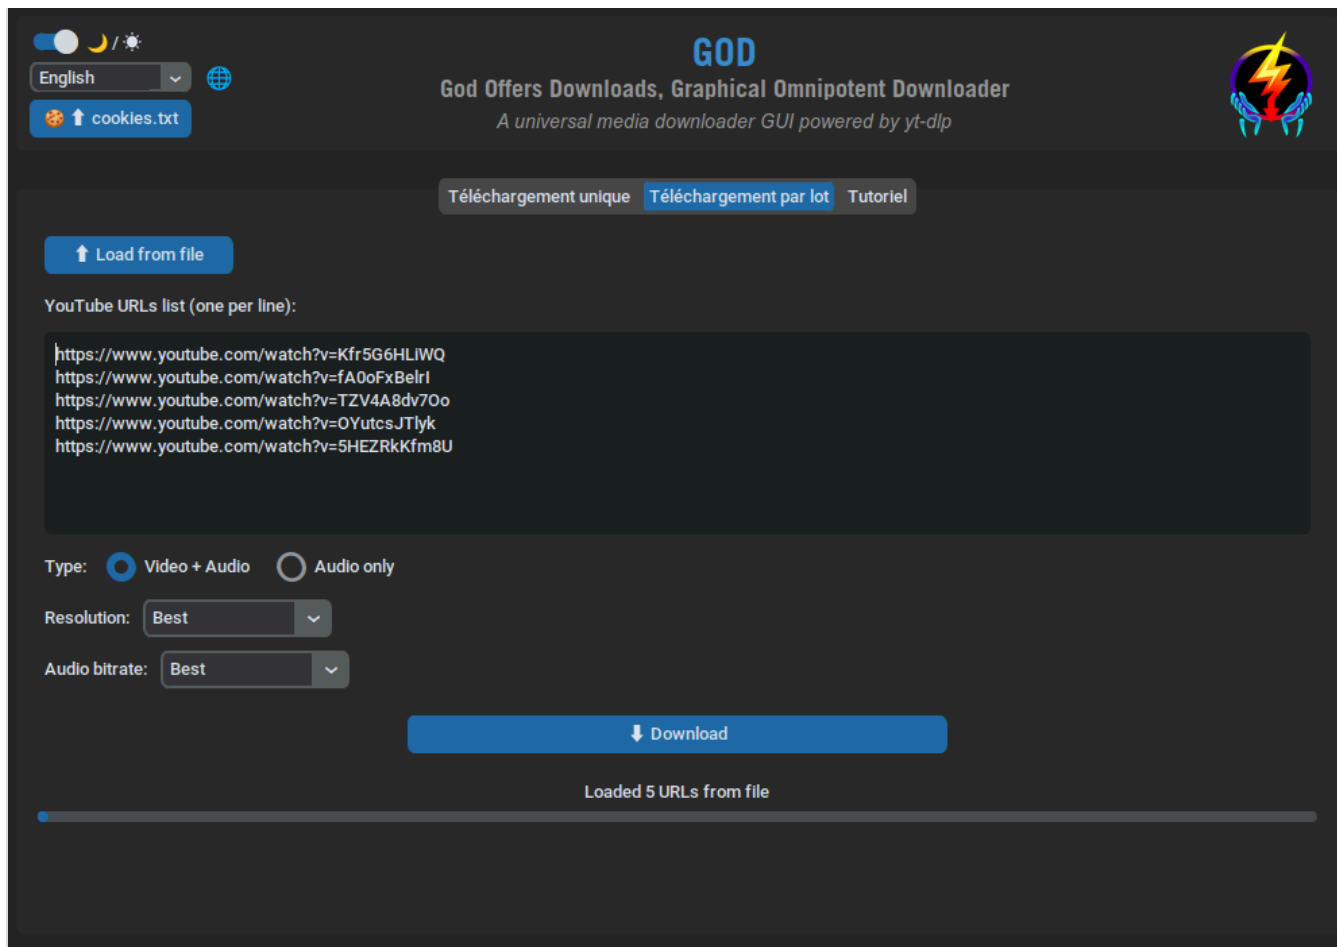 English
cookies.txt
GOD
God Offers Downloads, Graphical Omnipotent Downloader
A universal media downloader GUI powered by yt-dlp
Téléchargement unique Téléchargement par lot Tutoriel
Load from file
YouTube URLs list (one per line):
https://www.youtube.com/watch?v=Kfr5G6HLiWQ
https://www.youtube.com/watch?v=fA0oFxBelrI
https://www.youtube.com/watch?v=TZV4A8dv7Oo
https://www.youtube.com/watch?v=OYutcsJTlyk
https://www.youtube.com/watch?v=5HEZRkKfm8U
Type: Video + Audio Audio only
Resolution: Best
Audio bitrate: Best
Download
Loaded 5 URLs from file